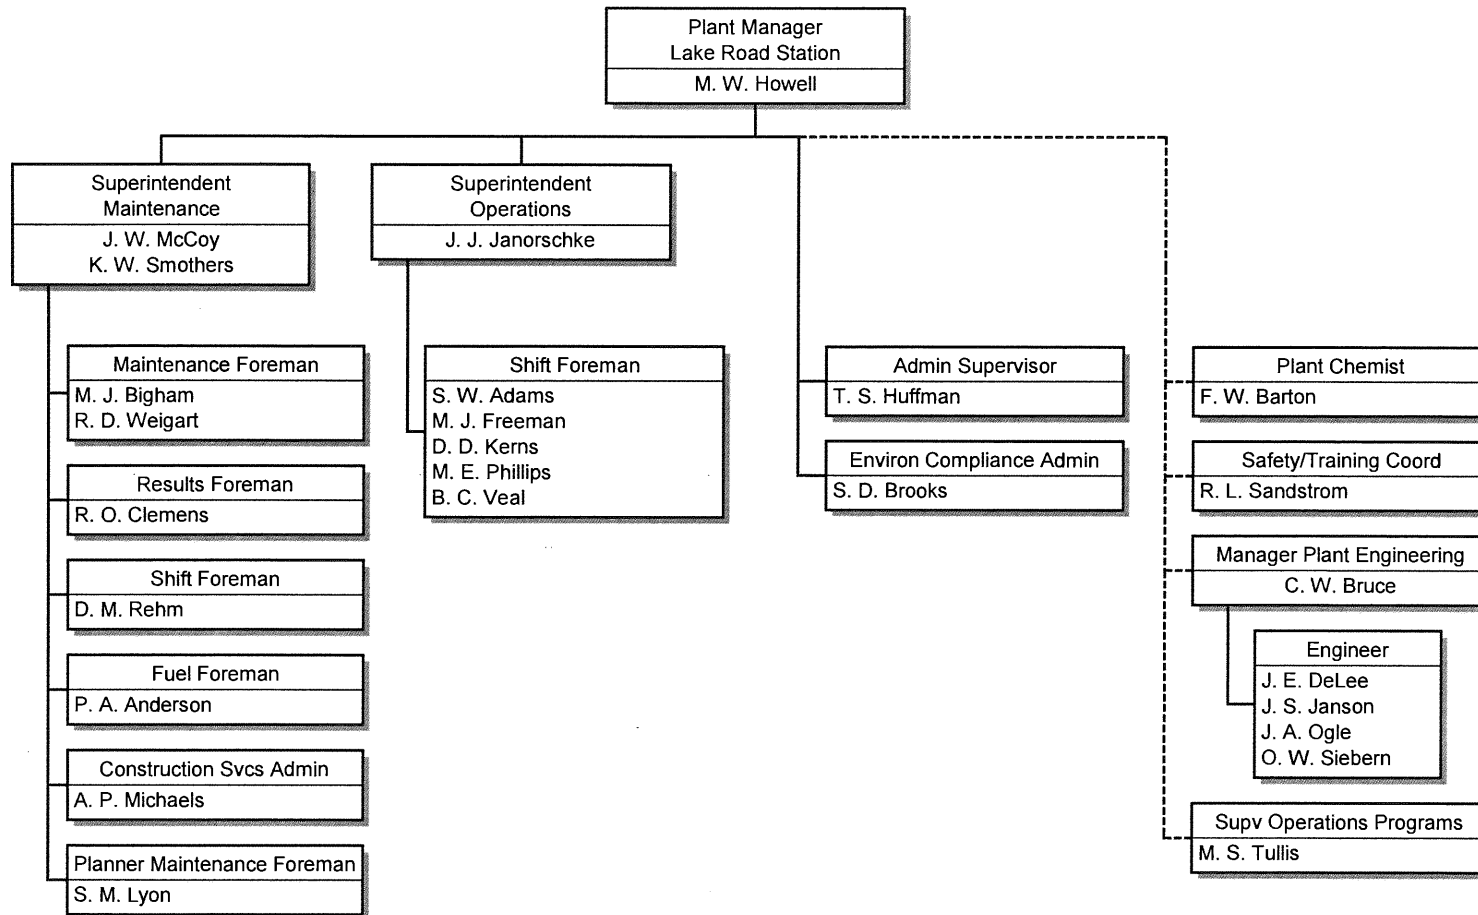 Plant Manager
Lake Road Station
M. W. Howell
Superintendent
Maintenance
J. W. McCoy
K. W. Smothers
Superintendent
Operations
J. J. Janorschke
Maintenance Foreman
M. J. Bigham
R. D. Weigart
Results Foreman
R. O. Clemens
Shift Foreman
D. M. Rehm
Fuel Foreman
P. A. Anderson
Construction Svcs Admin
A. P. Michaels
Planner Maintenance Foreman
S. M. Lyon
Shift Foreman
S. W. Adams
M. J. Freeman
D. D. Kerns
M. E. Phillips
B. C. Veal
Admin Supervisor
T. S. Huffman
Environ Compliance Admin
S. D. Brooks
Plant Chemist
F. W. Barton
Safety/Training Coord
R. L. Sandstrom
Manager Plant Engineering
C. W. Bruce
Engineer
J. E. DeLee
J. S. Janson
J. A. Ogle
O. W. Siebern
Supv Operations Programs
M. S. Tullis